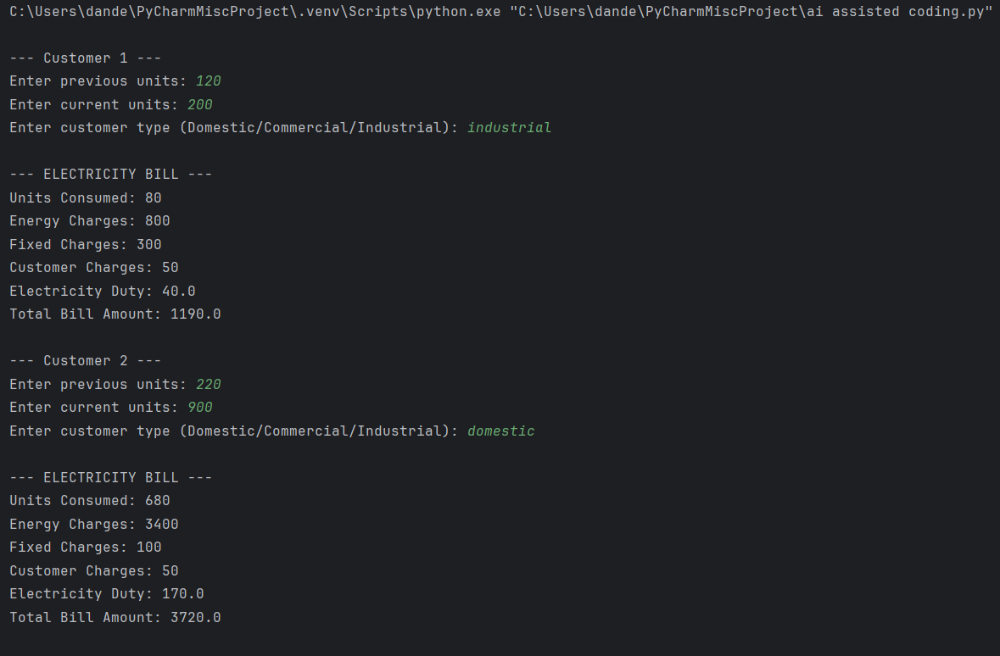 C:\Users\dande\PyCharmMiscProject\.venv\Scripts\python.exe "C:\Users\dande\PyCharmMiscProject\ai assisted coding.py"
--- Customer 1 ---
Enter previous units: 120
Enter current units: 200
Enter customer type (Domestic/Commercial/Industrial): industrial
--- ELECTRICITY BILL ---
Units Consumed: 80
Energy Charges: 800
Fixed Charges: 300
Customer Charges: 50
Electricity Duty: 40.0
Total Bill Amount: 1190.0
--- Customer 2 ---
Enter previous units: 220
Enter current units: 900
Enter customer type (Domestic/Commercial/Industrial): domestic
--- ELECTRICITY BILL ---
Units Consumed: 680
Energy Charges: 3400
Fixed Charges: 100
Customer Charges: 50
Electricity Duty: 170.0
Total Bill Amount: 3720.0